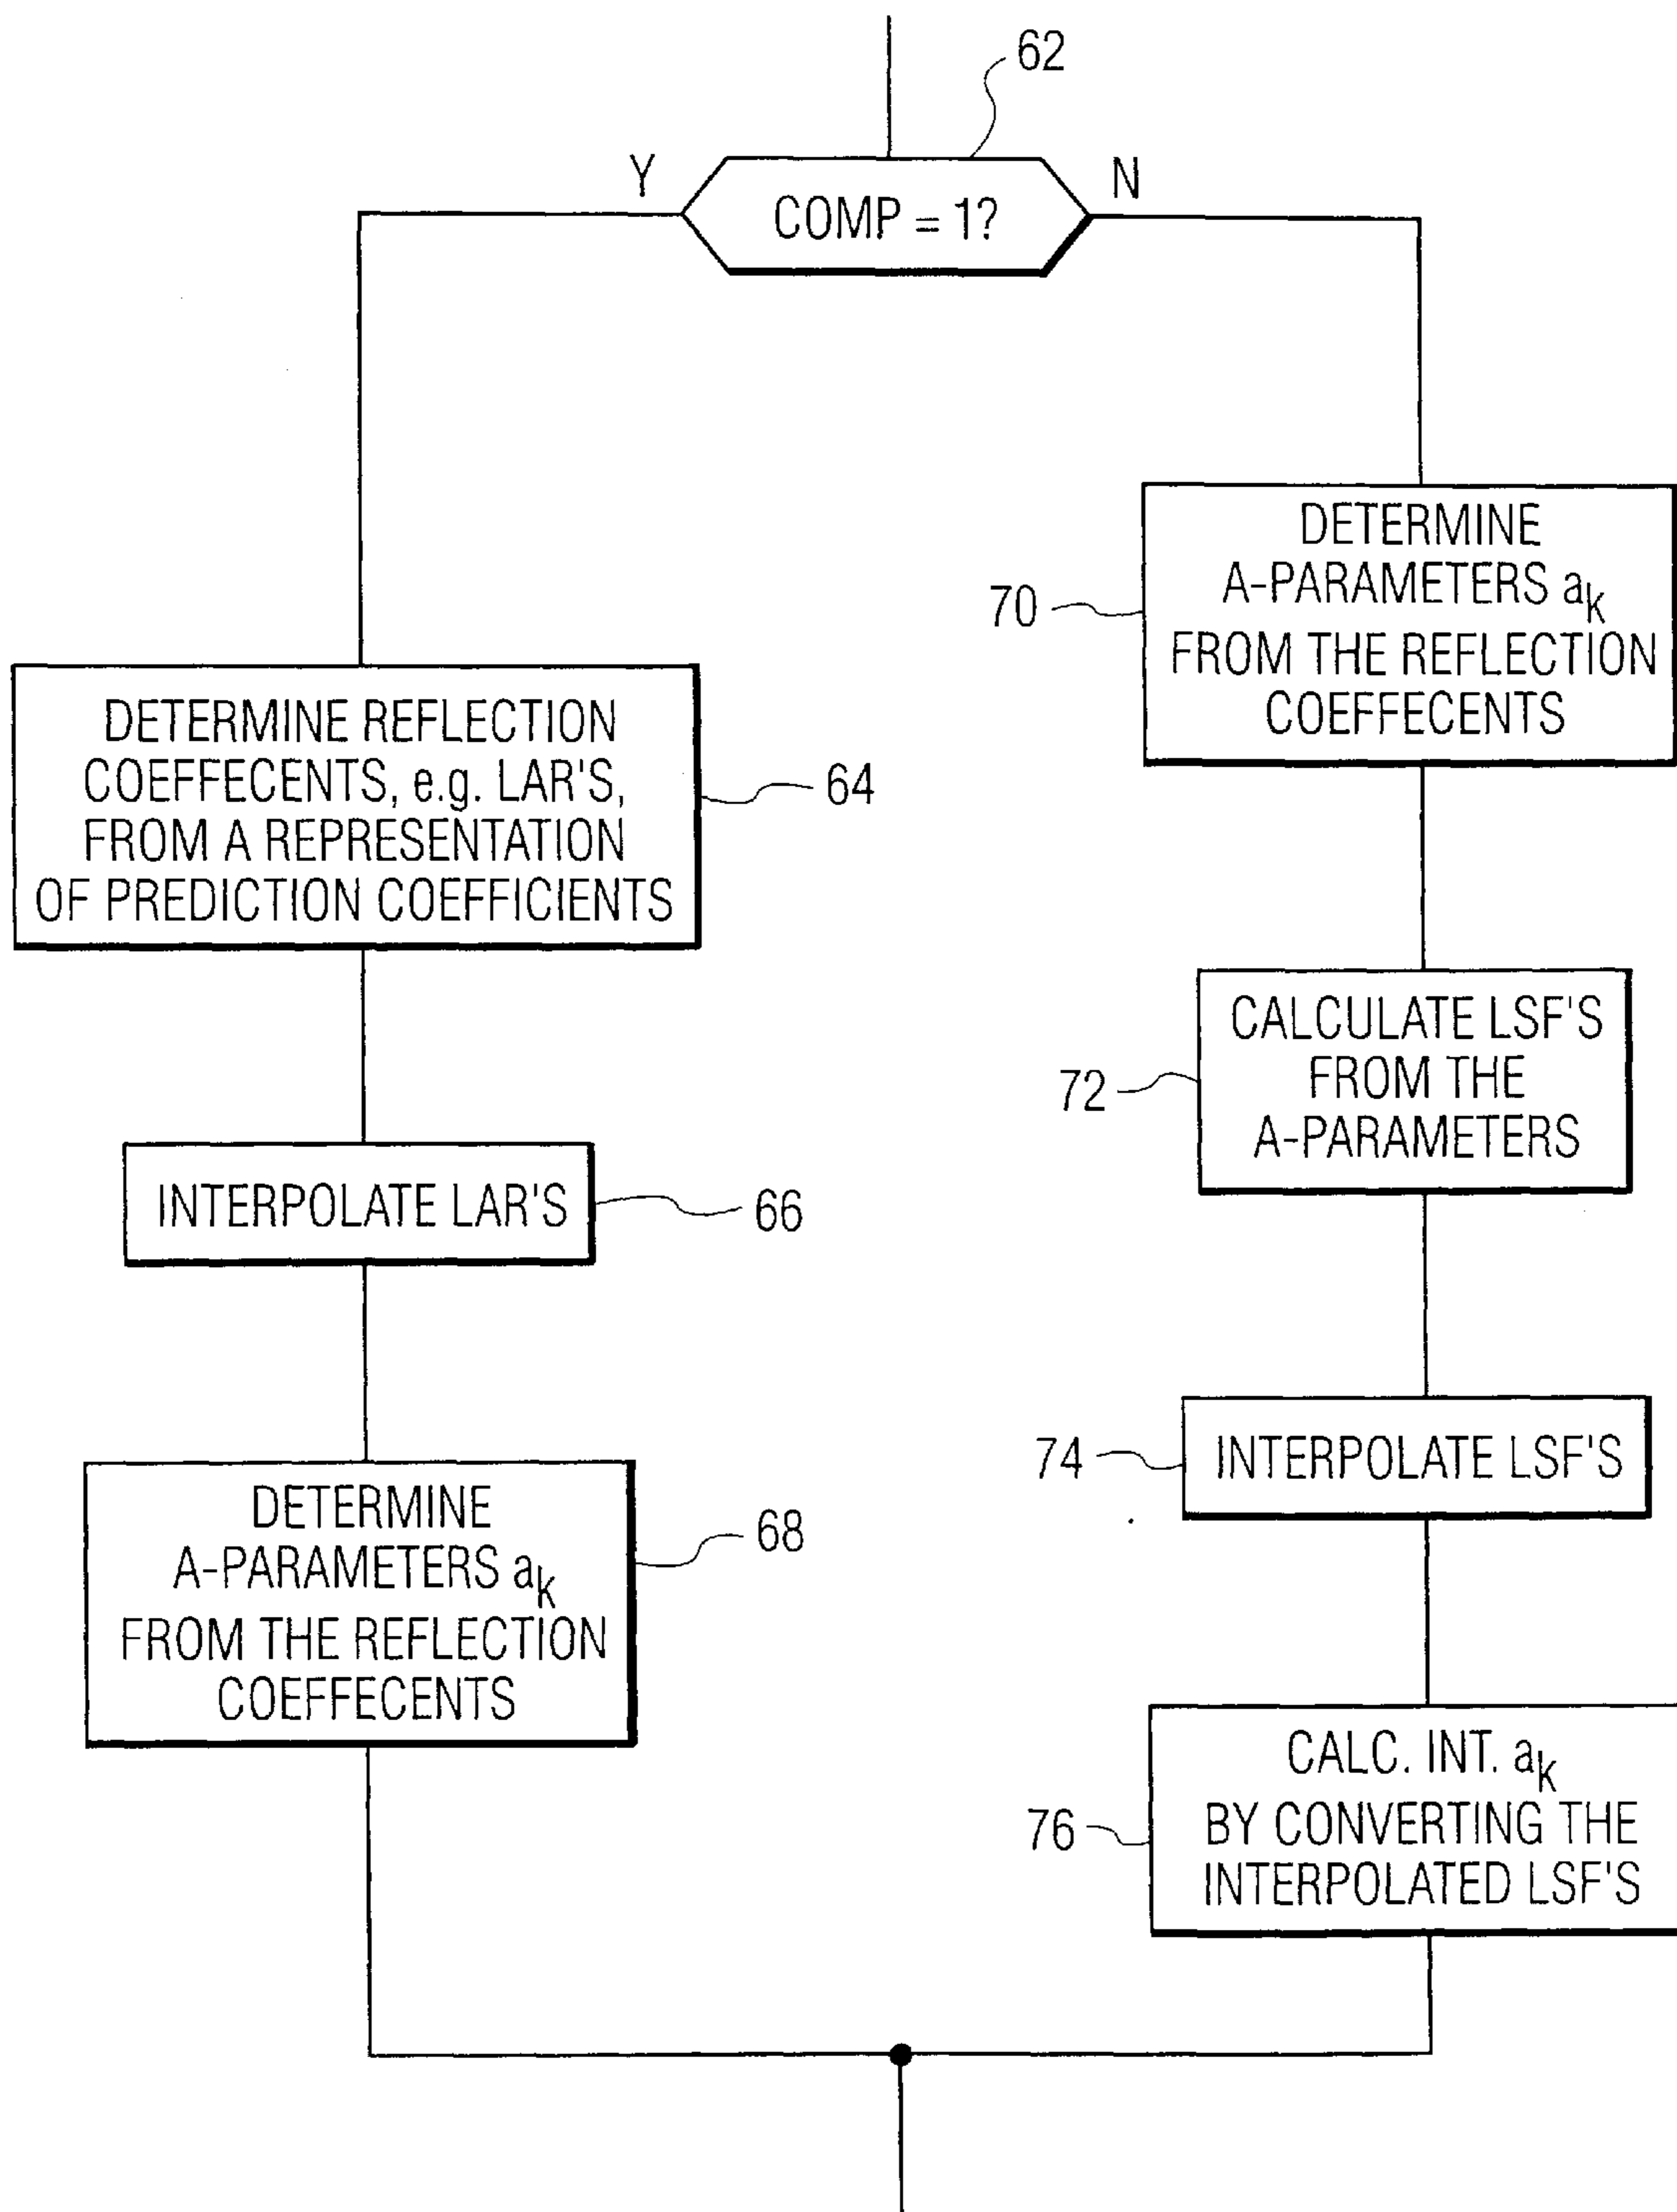 62
Y
N
COMP = 1?
DETERMINE
A-PARAMETERS ak
FROM THE REFLECTION
COEFFECENTS
70
DETERMINE REFLECTION
COEFFECENTS, e.g. LAR'S,
FROM A REPRESENTATION
OF PREDICTION COEFFICIENTS
64
CALCULATE LSF'S
FROM THE
A-PARAMETERS
72
INTERPOLATE LAR'S
66
INTERPOLATE LSF'S
74
DETERMINE
A-PARAMETERS ak
FROM THE REFLECTION
COEFFECENTS
68
CALC. INT. ak
BY CONVERTING THE
INTERPOLATED LSF'S
76